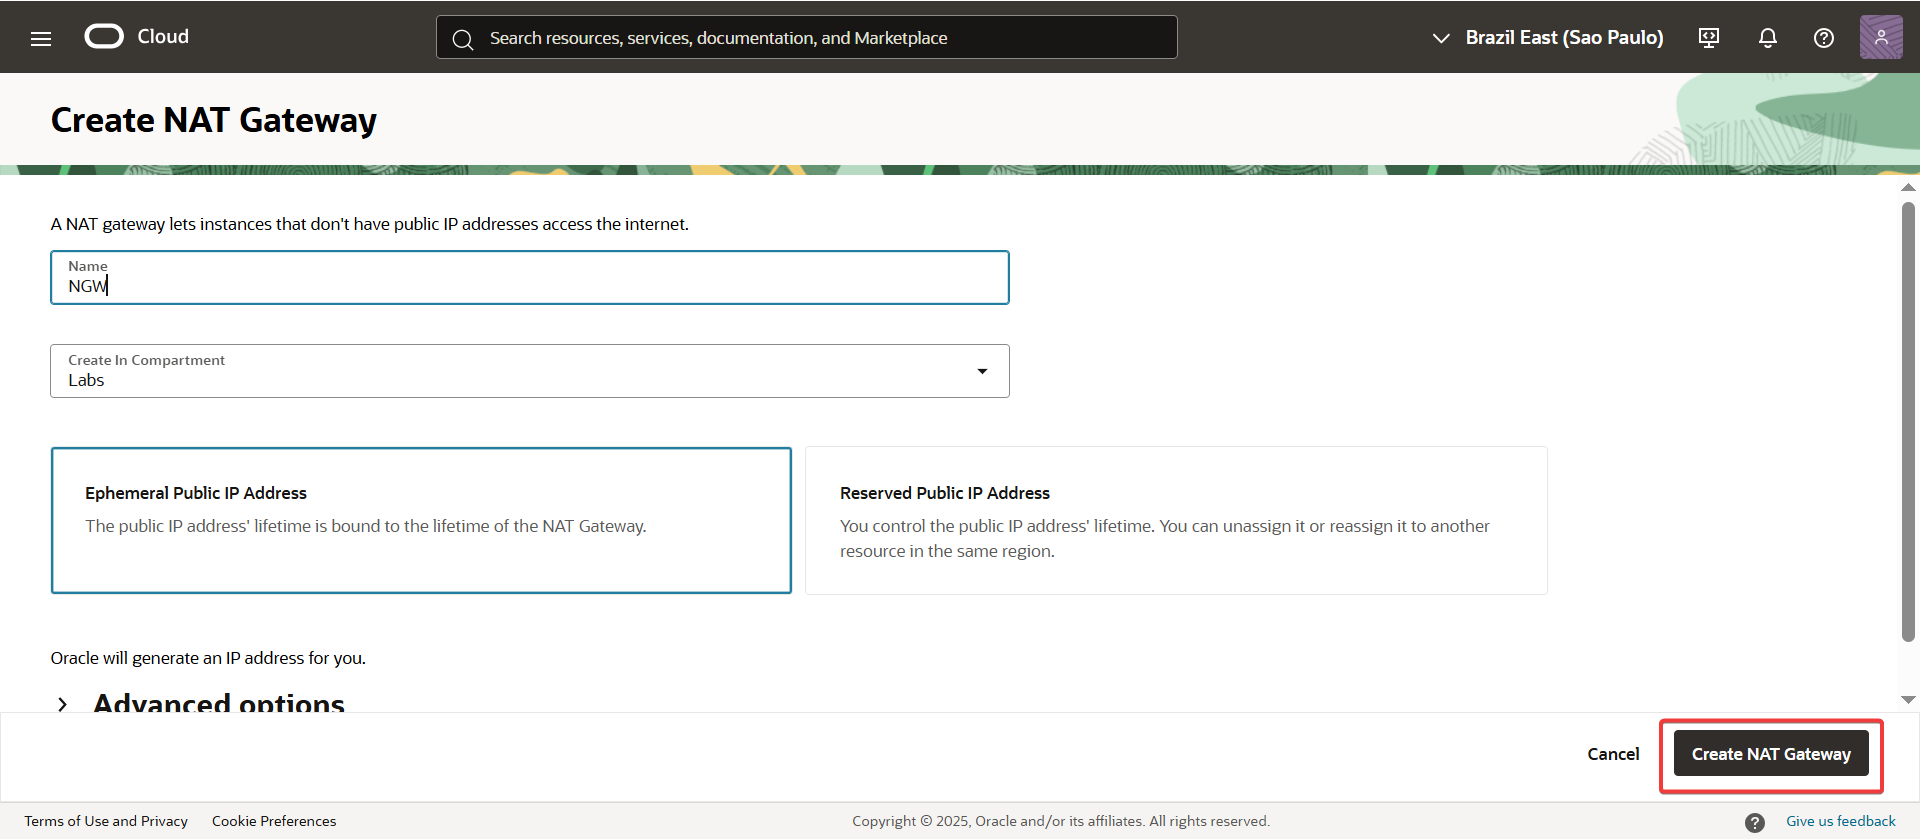 Cloud
Search resources, services, documentation, and Marketplace
Brazil East (Sao Paulo)
Create NAT Gateway
A NAT gateway lets instances that don't have public IP addresses access the internet.
Name
NGW
Create In Compartment
Labs
Ephemeral Public IP Address
The public IP address' lifetime is bound to the lifetime of the NAT Gateway.
Reserved Public IP Address
You control the public IP address' lifetime. You can unassign it or reassign it to another
resource in the same region.
Oracle will generate an IP address for you.
Advanced options
Cancel
Create NAT Gateway
Terms of Use and Privacy
Cookie Preferences
Copyright © 2025, Oracle and/or its affiliates. All rights reserved.
Give us feedback